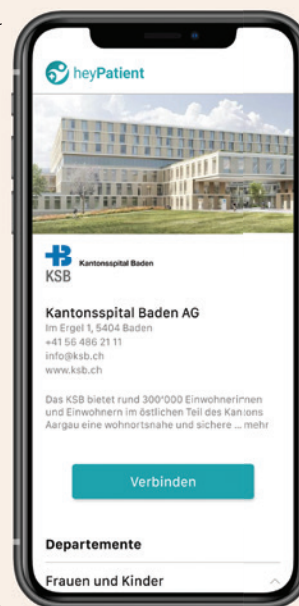 heyPatient
KSB
Kantonsspital Baden
Kantonsspital Baden AG
Im Ergel 1, 5404 Baden
+41 56 486 21 11
info@ksb.ch
www.ksb.ch
Das KSB bietet rund 300'000 Einwohnerinnen
und Einwohnern im östlichen Teil des Kantons
Aargau eine wohnortsnahe und sichere ... mehr
Verbinden
Departemente
Frauen und Kinder